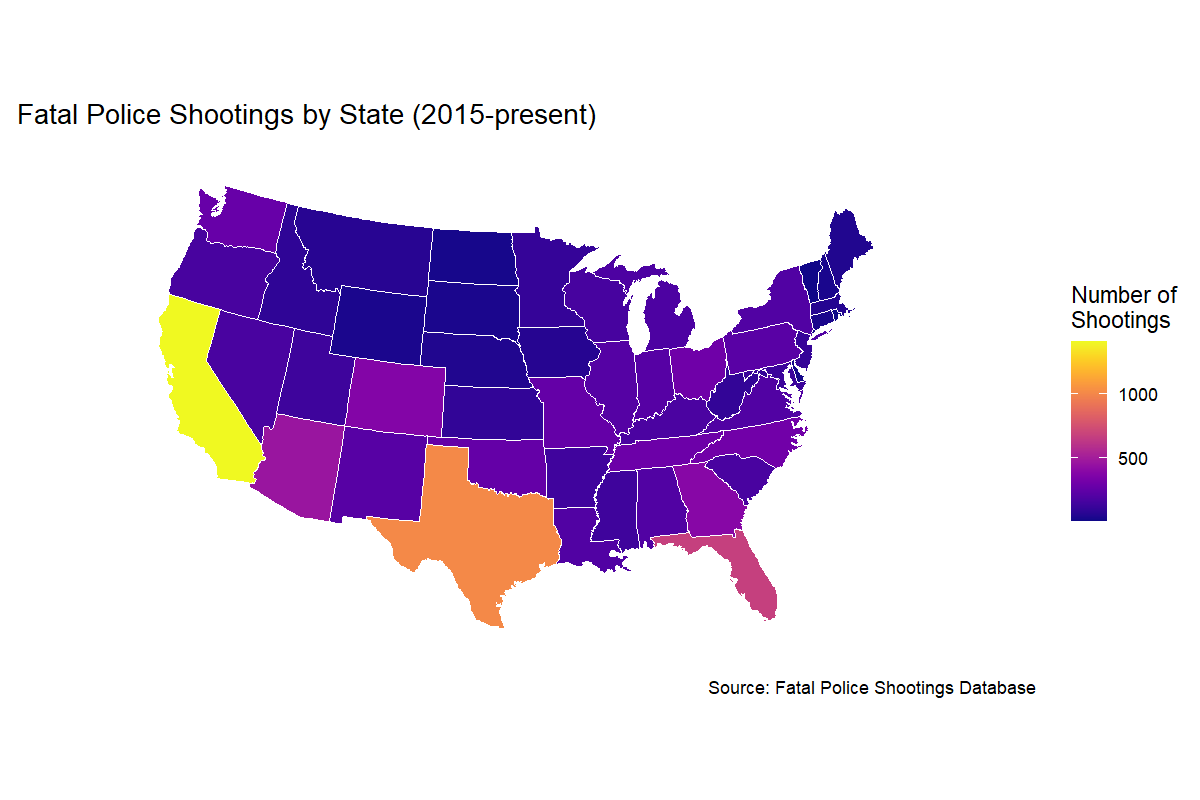 Fatal Police Shootings by State (2015-present)
Number of
Shootings
1000
500
Source: Fatal Police Shootings Database